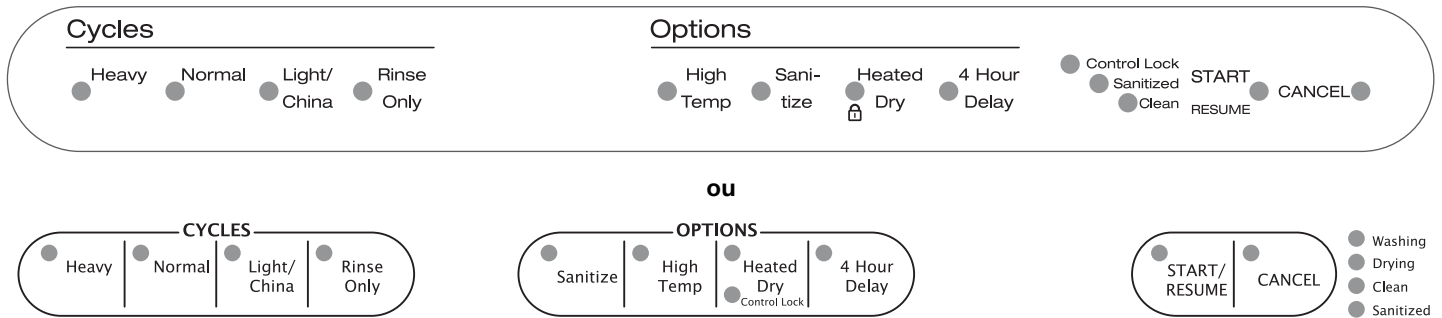 Cycles
Heavy
Normal
Light/
China
Rinse
Only
Options
High
Temp
Sani-
tize
Heated
Dry
4 Hour
Delay
Control Lock
Sanitized
Clean
START
RESUME
CANCEL
ou
CYCLES
Heavy
Normal
Light/
China
Rinse
Only
OPTIONS
Sanitize
High
Temp
Heated
Dry
Control Lock
4 Hour
Delay
START/
RESUME
CANCEL
Washing
Drying
Clean
Sanitized